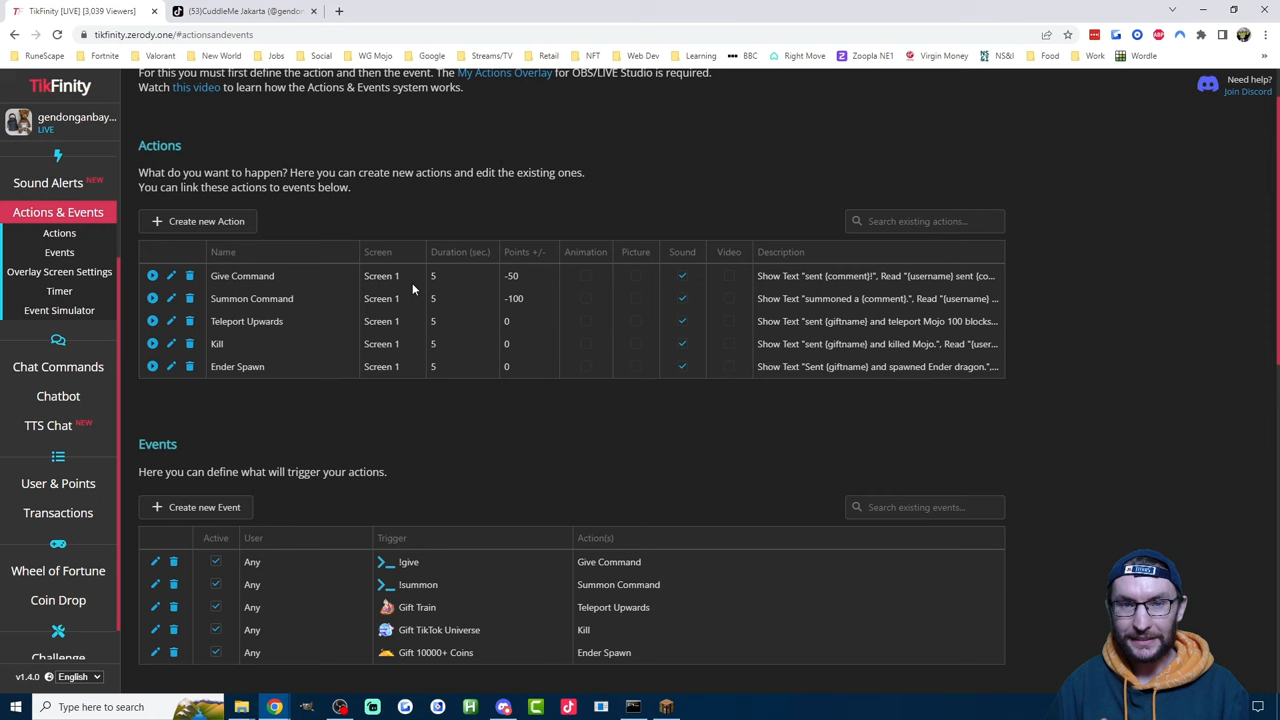 TikFinity [LIVE] [3,039 Viewers]
(53)CuddleMe Jakarta (@gendon
tikfinity.zerody.com/#actionsandevents
RuneScape
Fortnite
Valorant
New World
Jobs
Social
WG Mojo
Google
Streams/TV
Retail
NFT
Web Dev
Learning
BBC
Right Move
Zoopla NE1
Virgin Money
NS&I
Food
Work
Wordle
TikFinity
gendonganbay...
LIVE
Sound Alerts NEW
Actions & Events
Actions
Events
Overlay Screen Settings
Timer
Event Simulator
Chat Commands
Chatbot
TTS Chat NEW
User & Points
Transactions
Wheel of Fortune
Coin Drop
Challenge
v1.4.0 English
For this you must first define the action and then the event. The My Actions Overlay for OBS/LIVE Studio is required.
Watch this video to learn how the Actions & Events system works.
Need help?
Join Discord
Actions
What do you want to happen? Here you can create new actions and edit the existing ones.
You can link these actions to events below.
+ Create new Action
Search existing actions...
Name Screen Duration (sec.) Points +/- Animation Picture Sound Video Description
Give Command Screen 1 5 -50 Show Text "sent {comment}!", Read "{username} sent {co...
Summon Command Screen 1 5 -100 Show Text "summoned a {comment}.", Read "{username} ...
Teleport Upwards Screen 1 5 0 Show Text "sent {giftname} and teleport Mojo 100 blocks...
Kill Screen 1 5 0 Show Text "sent {giftname} and killed Mojo.", Read "{user...
Ender Spawn Screen 1 5 0 Show Text "Sent {giftname} and spawned Ender dragon.",...
Events
Here you can define what will trigger your actions.
+ Create new Event
Search existing events...
Active User Trigger Action(s)
Any !give Give Command
Any !summon Summon Command
Any Gift Train Teleport Upwards
Any Gift TikTok Universe Kill
Any Gift 10000+ Coins Ender Spawn
TITANS
Type here to search